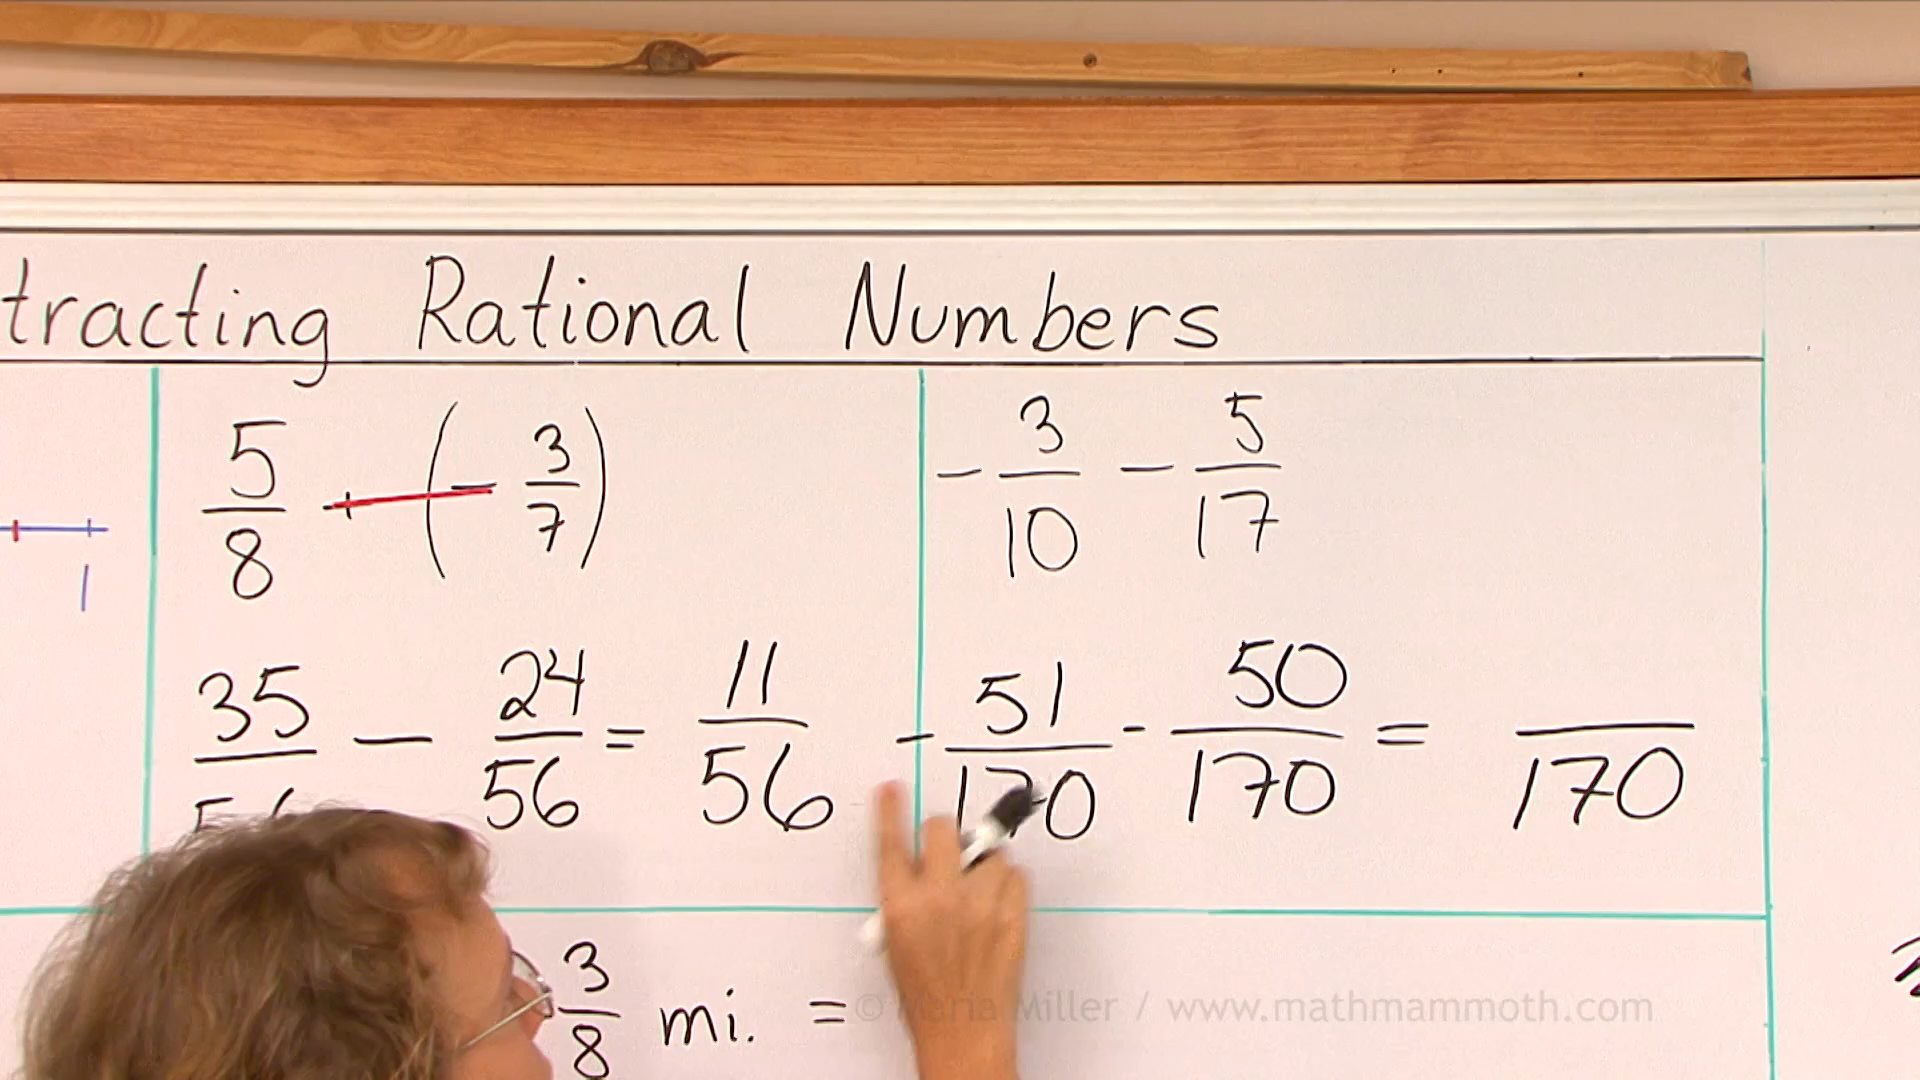 tracting Rational Numbers
5/8 + (- 3/7)
35/56 - 24/56 = 11/56
1
- 3/10 - 5/17
- 51/170 - 50/170 = /170
3/8 mi. =
© Maria Miller / www.mathmammoth.com